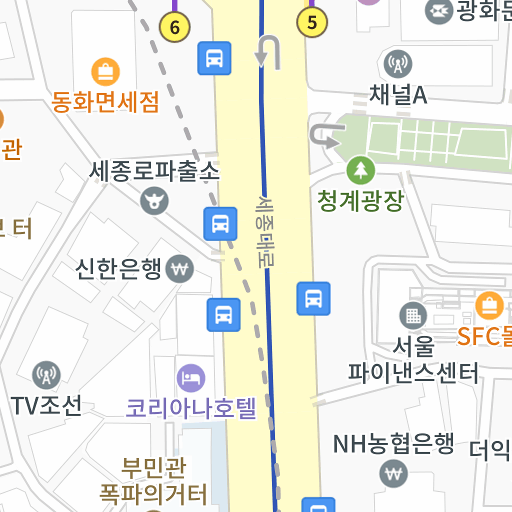 6
5
광화문
채널A
동화면세점
관
세종로파출소
청계광장
세종대로
터
신한은행
SFC몰
서울
파이낸스센터
TV조선
코리아나호텔
NH농협은행
더익
부민관
폭파의거터